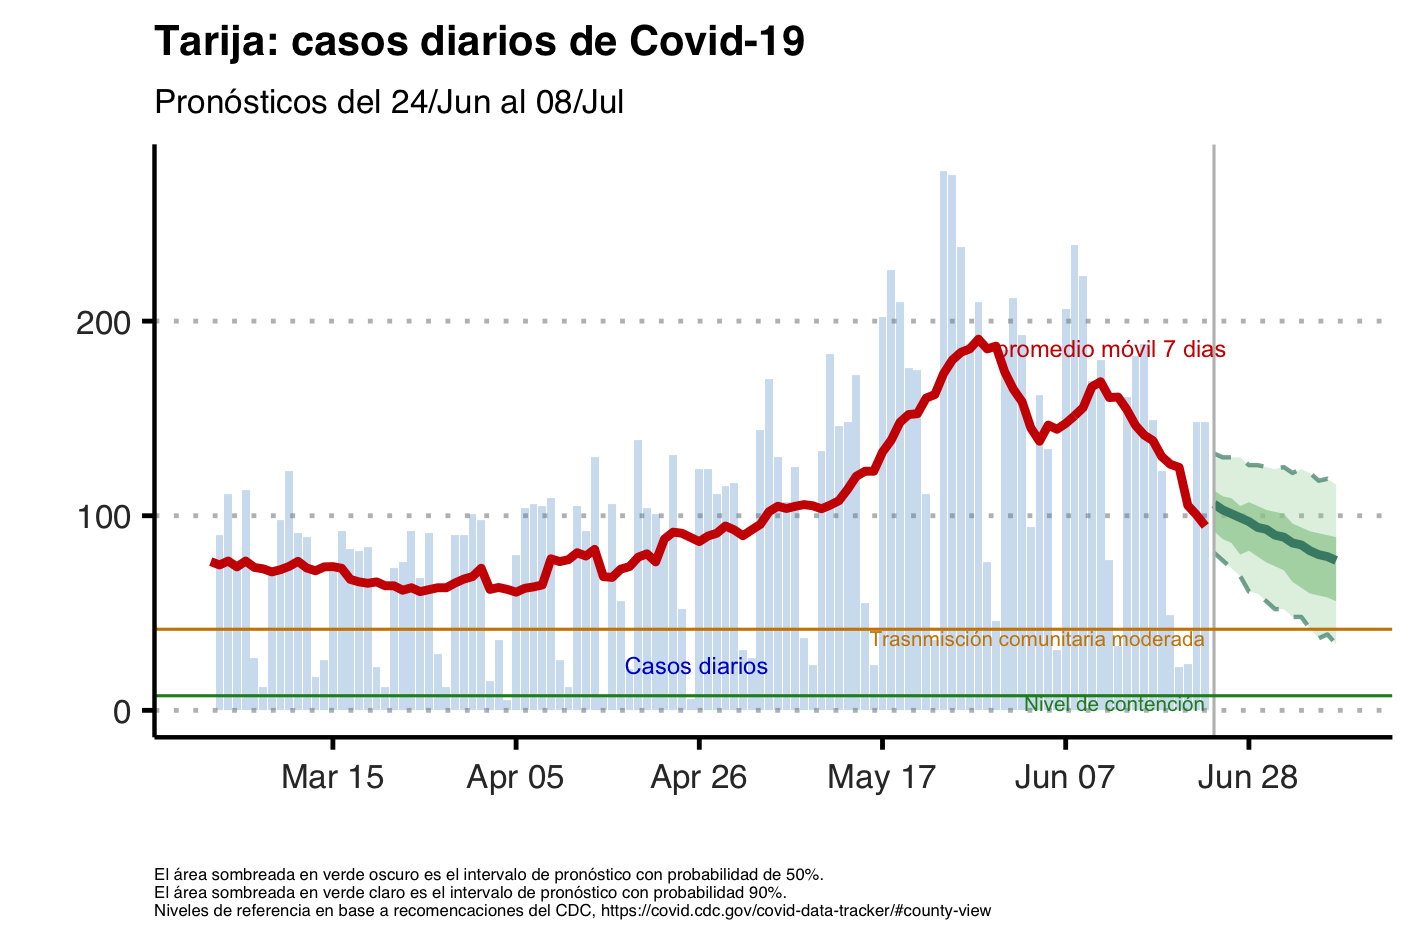 Tarija: casos diarios de Covid-19
Pronósticos del 24/Jun al 08/Jul
200
promedio móvil 7 dias
100
Trasnmisción comunitaria moderada
Casos diarios
Nivel de contención
0
Mar 15 Apr 05 Apr 26 May 17 Jun 07 Jun 28
El área sombreada en verde oscuro es el intervalo de pronóstico con probabilidad de 50%.
El área sombreada en verde claro es el intervalo de pronóstico con probabilidad 90%.
Niveles de referencia en base a recomencaciones del CDC, https://covid.cdc.gov/covid-data-tracker/#county-view